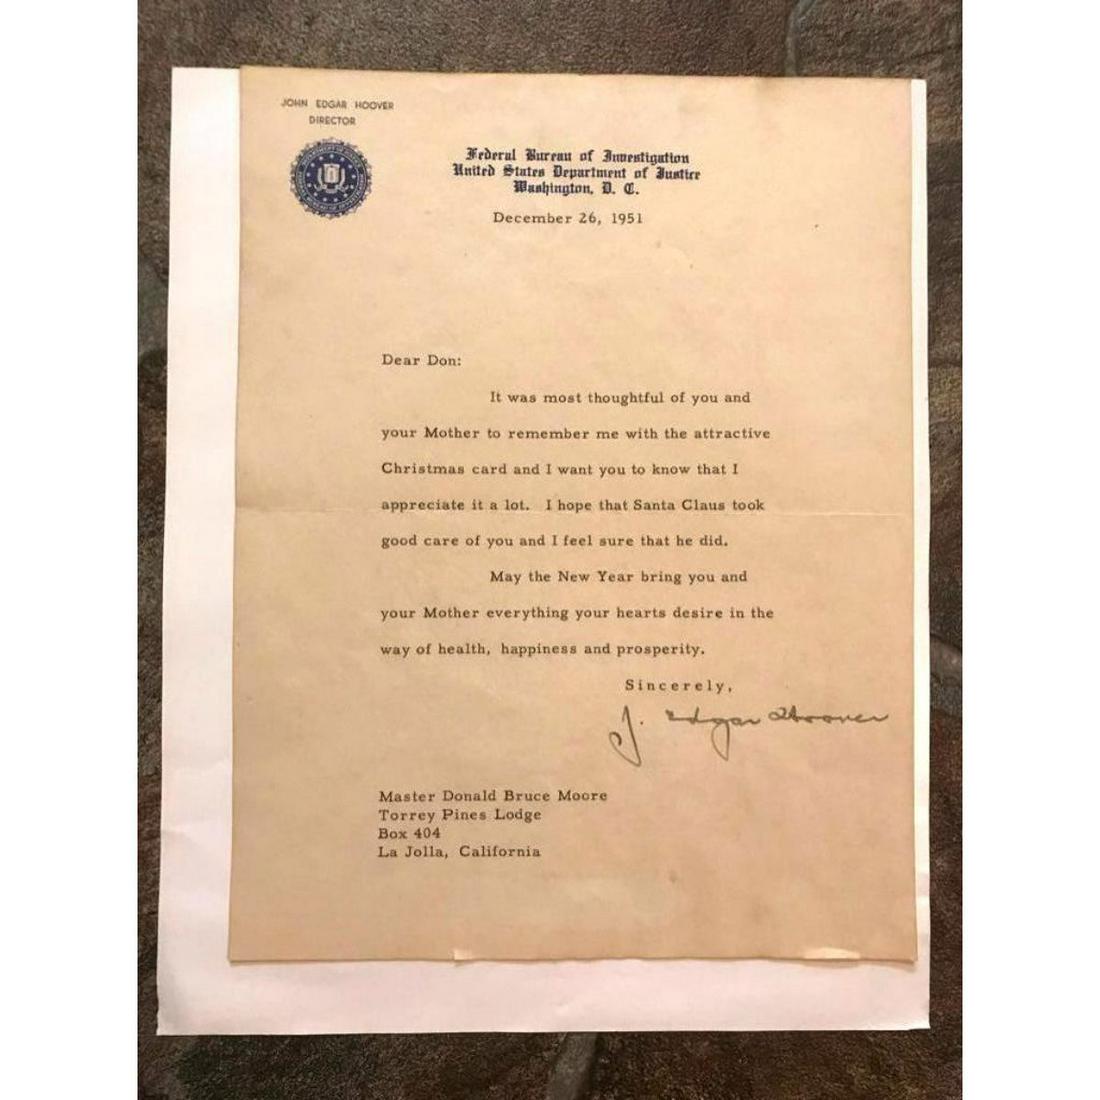 JOHN EDGAR HOOVER
DIRECTOR
Federal Bureau of Investigation
United States Department of Justice
Washington, D. C.
December 26, 1951
Dear Don:
It was most thoughtful of you and
your Mother to remember me with the attractive
Christmas card and I want you to know that I
appreciate it a lot. I hope that Santa Claus took
good care of you and I feel sure that he did.
May the New Year bring you and
your Mother everything your hearts desire in the
way of health, happiness and prosperity.
Sincerely,
J. Edgar Hoover
Master Donald Bruce Moore
Torrey Pines Lodge
Box 404
La Jolla, California